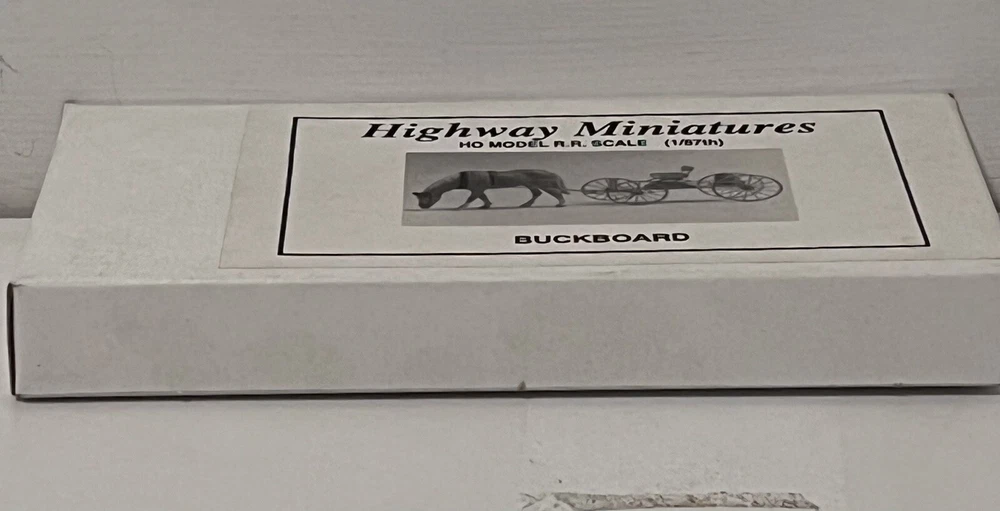 Highway Miniatures
HO MODEL R.R. SCALE (1/87th)
BUCKBOARD